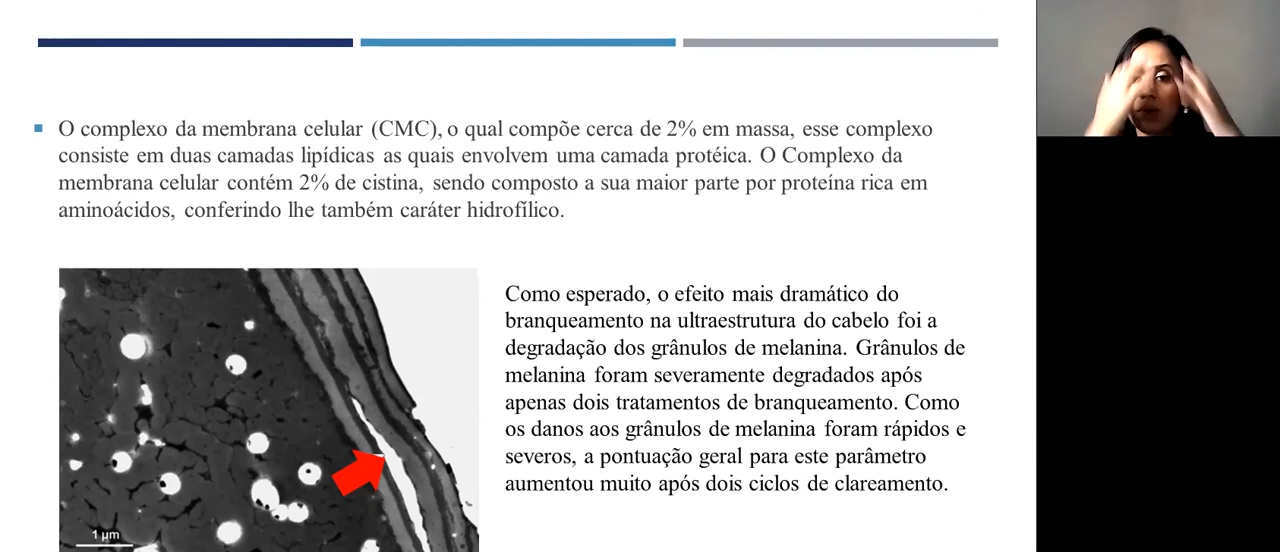 O complexo da membrana celular (CMC), o qual compõe cerca de 2% em massa, esse complexo
consiste em duas camadas lipídicas as quais envolvem uma camada protéica. O Complexo da
membrana celular contém 2% de cistina, sendo composto a sua maior parte por proteína rica em
aminoácidos, conferindo lhe também caráter hidrofílico.
Como esperado, o efeito mais dramático do
branqueamento na ultraestrutura do cabelo foi a
degradação dos grânulos de melanina. Grânulos de
melanina foram severamente degradados após
apenas dois tratamentos de branqueamento. Como
os danos aos grânulos de melanina foram rápidos e
severos, a pontuação geral para este parâmetro
aumentou muito após dois ciclos de clareamento.
1 µm